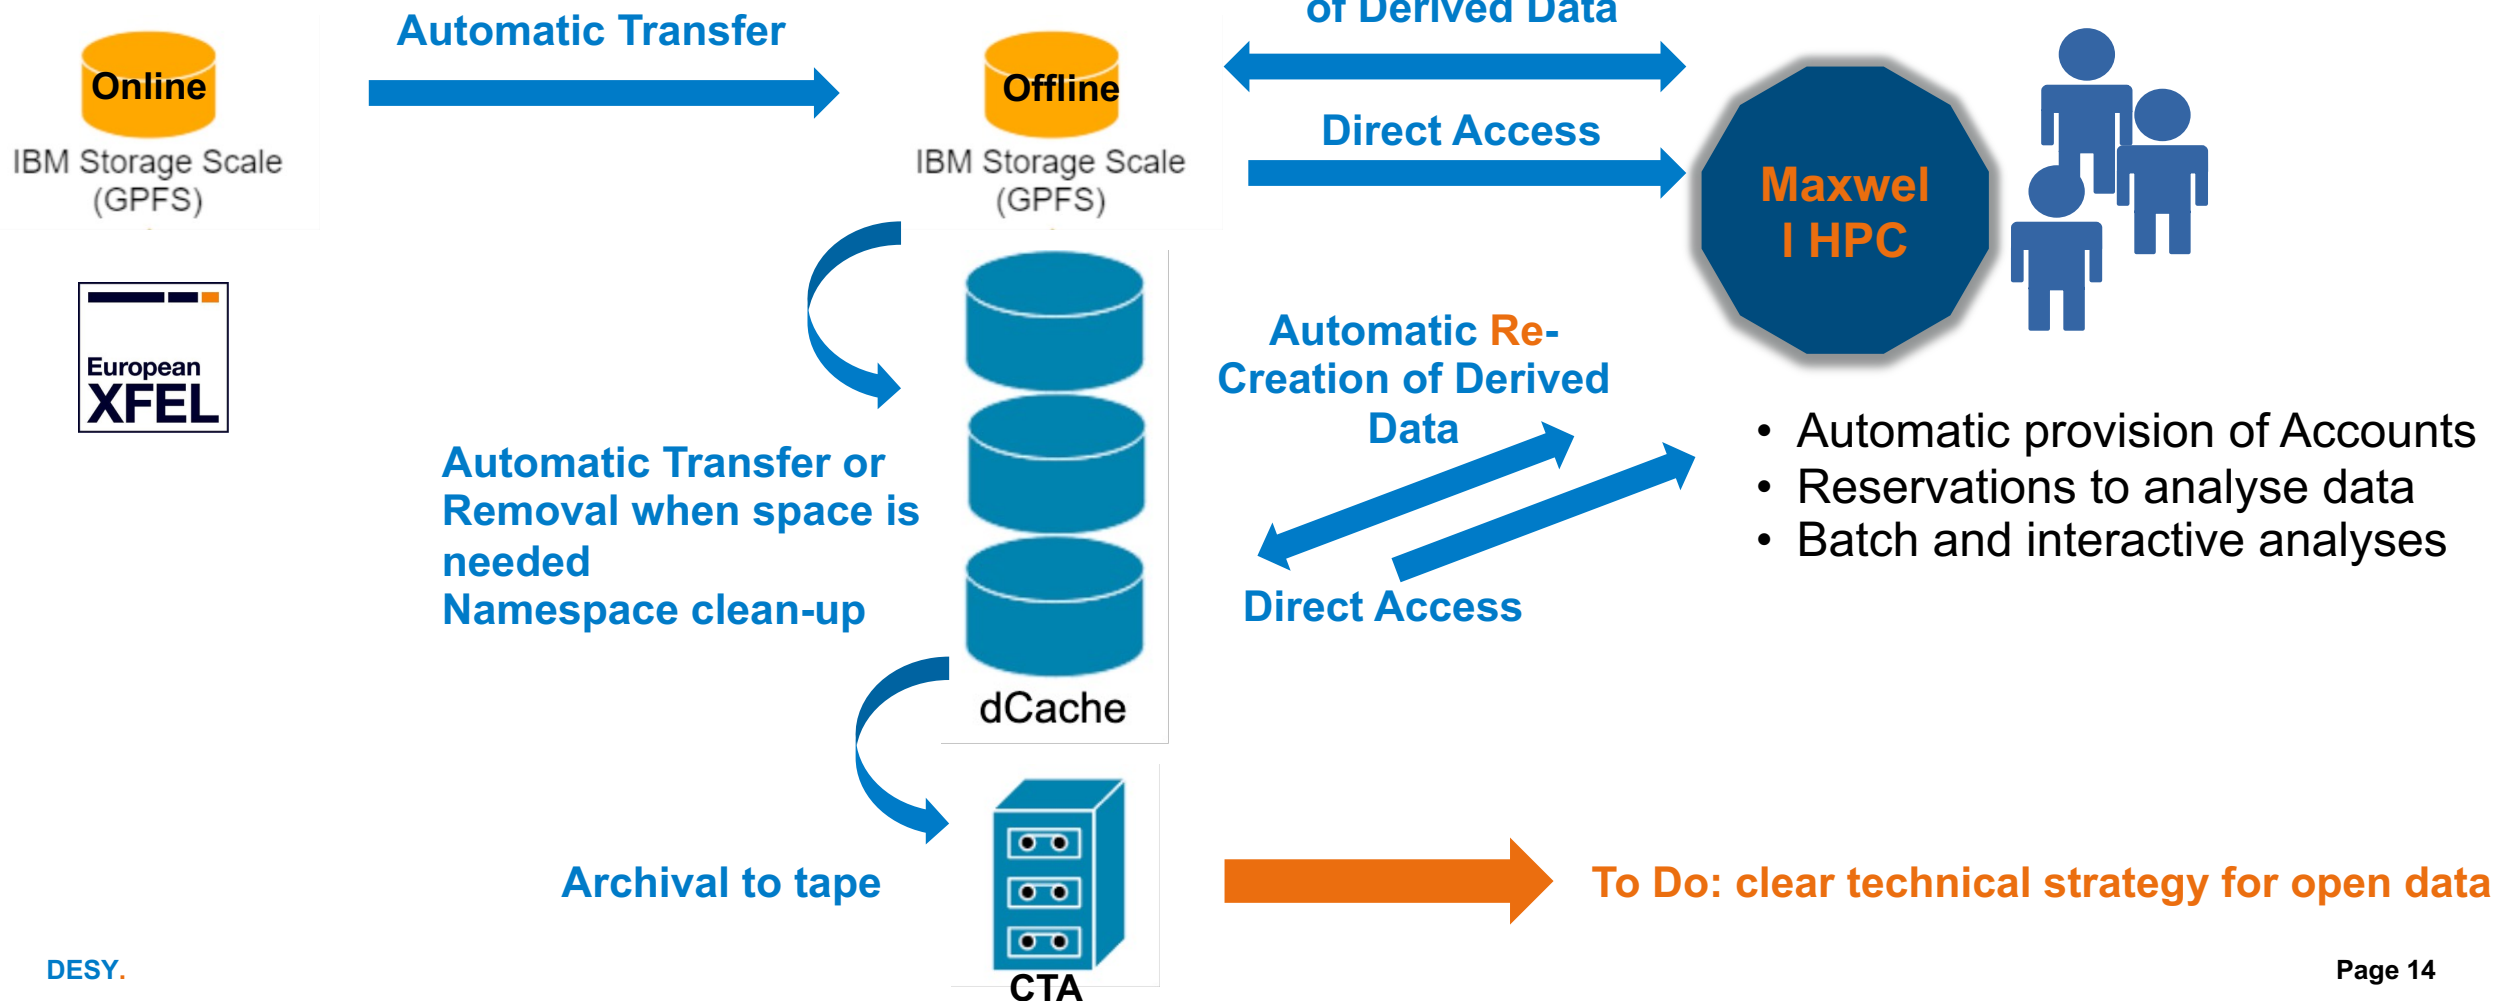 of Derived Data
Automatic Transfer
Online
Offline
IBM Storage Scale
(GPFS)
IBM Storage Scale
(GPFS)
Direct Access
Maxwel
l HPC
European
XFEL
Automatic Re-
Creation of Derived
Data
Automatic Transfer or
Removal when space is
needed
Namespace clean-up
Direct Access
• Automatic provision of Accounts
• Reservations to analyse data
• Batch and interactive analyses
dCache
Archival to tape
To Do: clear technical strategy for open data
CTA
DESY.
Page 14